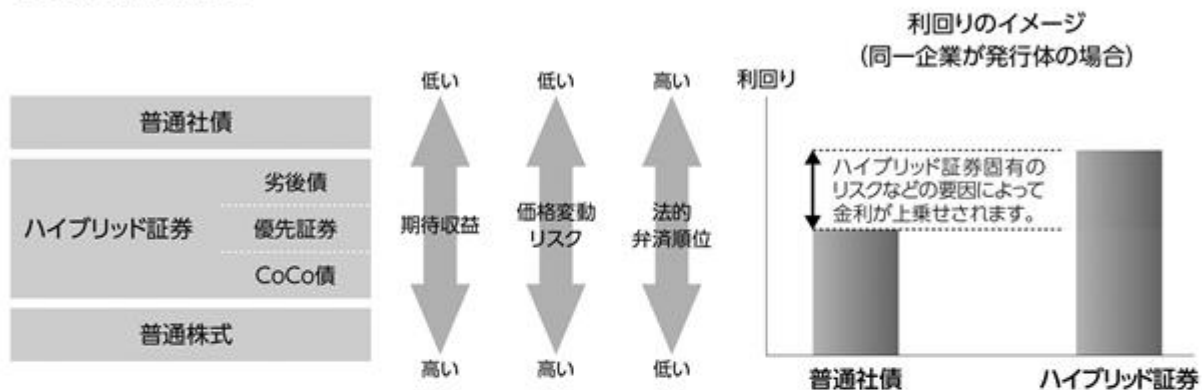 利回りのイメージ
（同一企業が発行体の場合）
低い
低い
高い
利回り
普通社債
ハイブリッド証券
劣後債
優先証券
CoCo債
普通株式
期待収益
価格変動
リスク
法的
弁済順位
高い
高い
低い
ハイブリッド証券固有の
リスクなどの要因によって
金利が上乗せされます。
普通社債
ハイブリッド証券